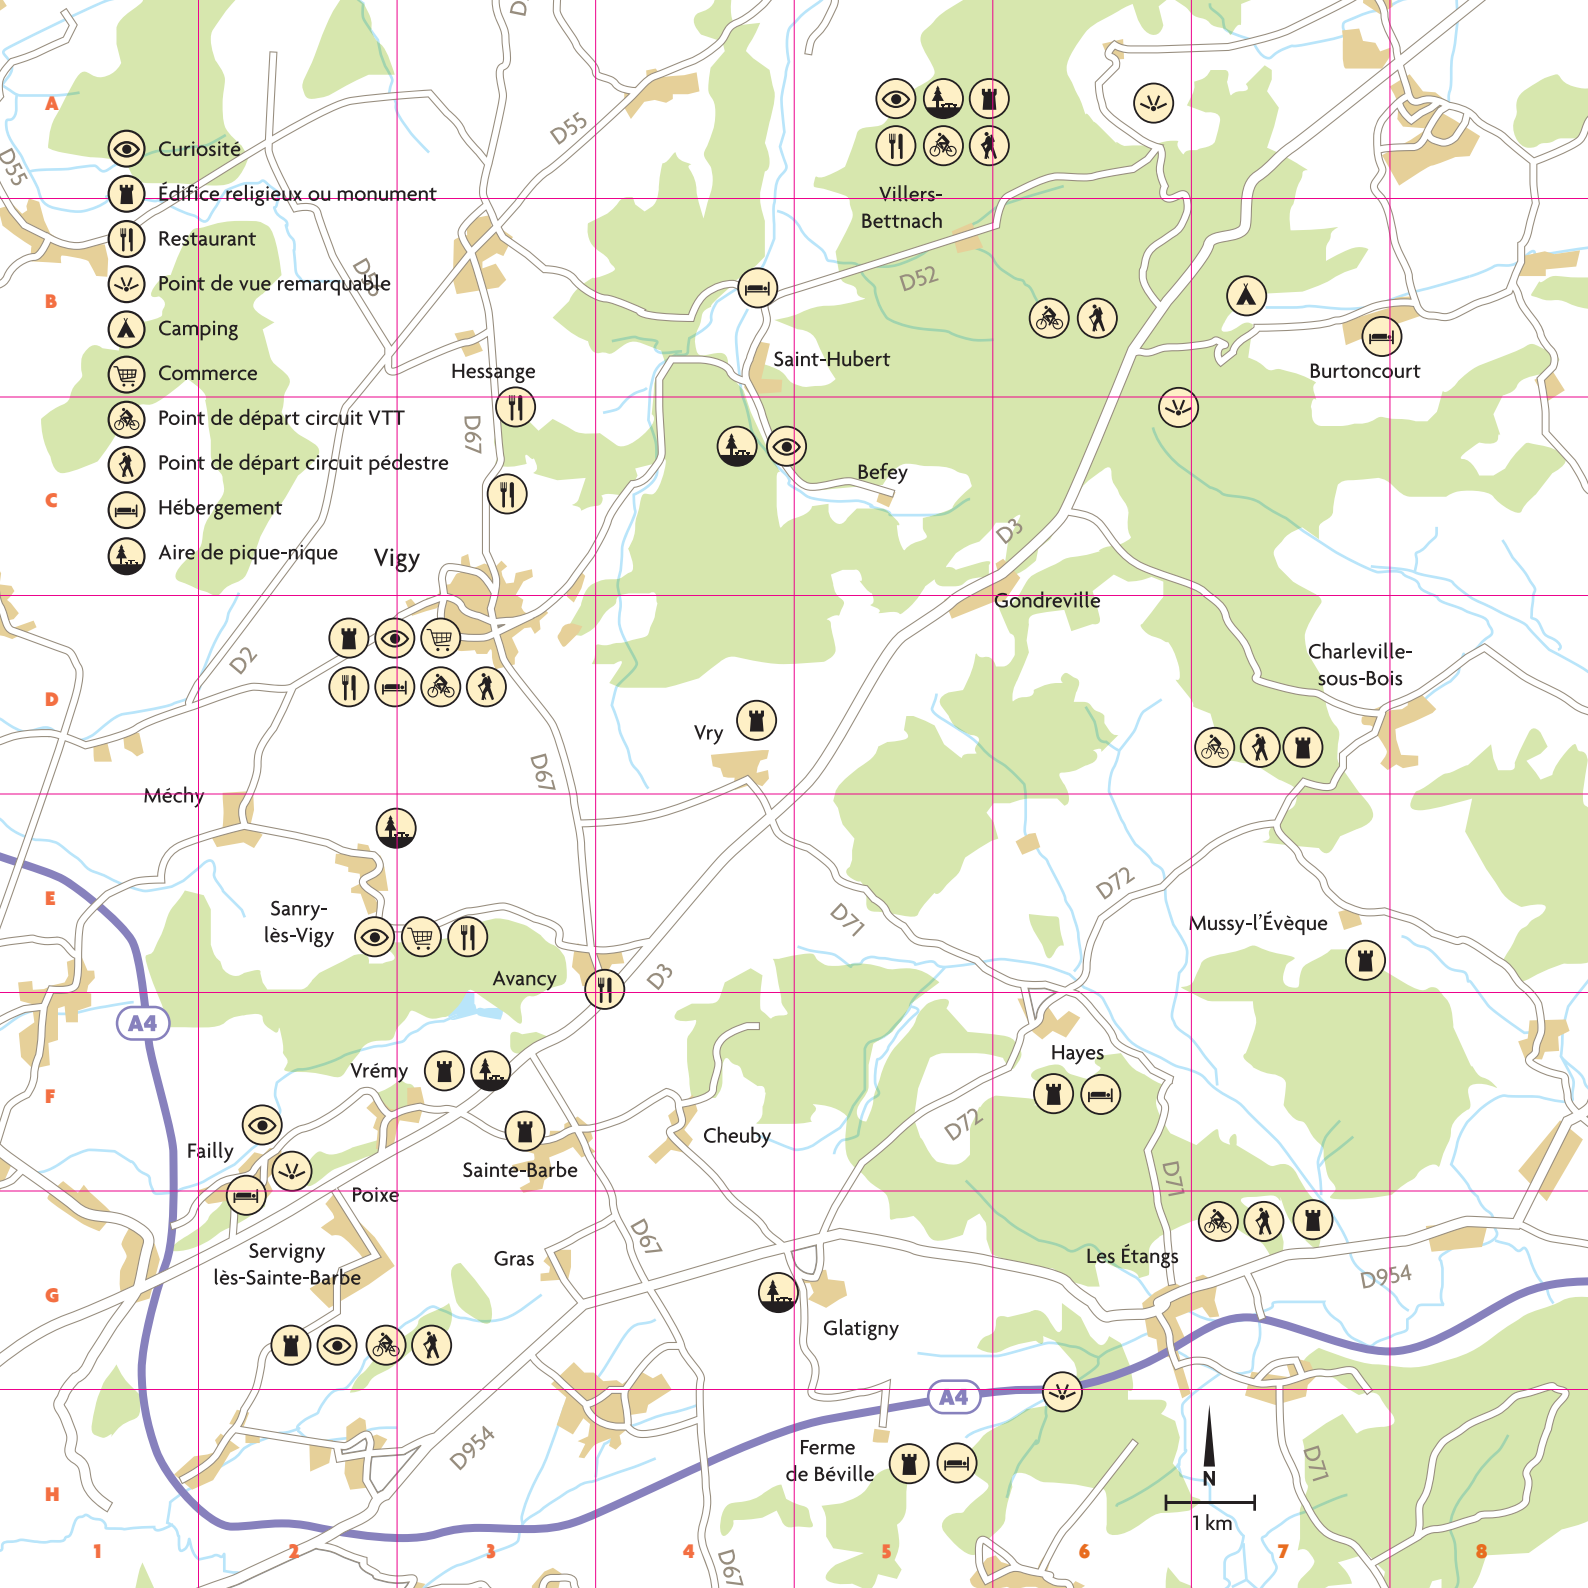 D
A
D55
D55
Curiosité
Édifice religieux ou monument
Restaurant
Point de vue remarquable
Camping
Commerce
Point de départ circuit VTT
Point de départ circuit pédestre
Hébergement
Aire de pique-nique
Villers-
Bettnach
D52
B
Saint-Hubert
Hessange
Burtoncourt
D67
Befey
C
D3
Vigy
Gondreville
D2
Charleville-
sous-Bois
D
Vry
D67
Méchy
D72
E
Sanry-
lès-Vigy
D71
Mussy-l'Évèque
Avancy
D3
A4
Hayes
Vrémy
F
D72
Failly
Cheuby
Sainte-Barbe
D71
Poixe
D67
Servigny
lès-Sainte-Barbe
Gras
Les Étangs
D954
G
Glatigny
A4
D954
Ferme
de Béville
D71
N
H
1 km
1
2
3
4
5
6
7
8
D67